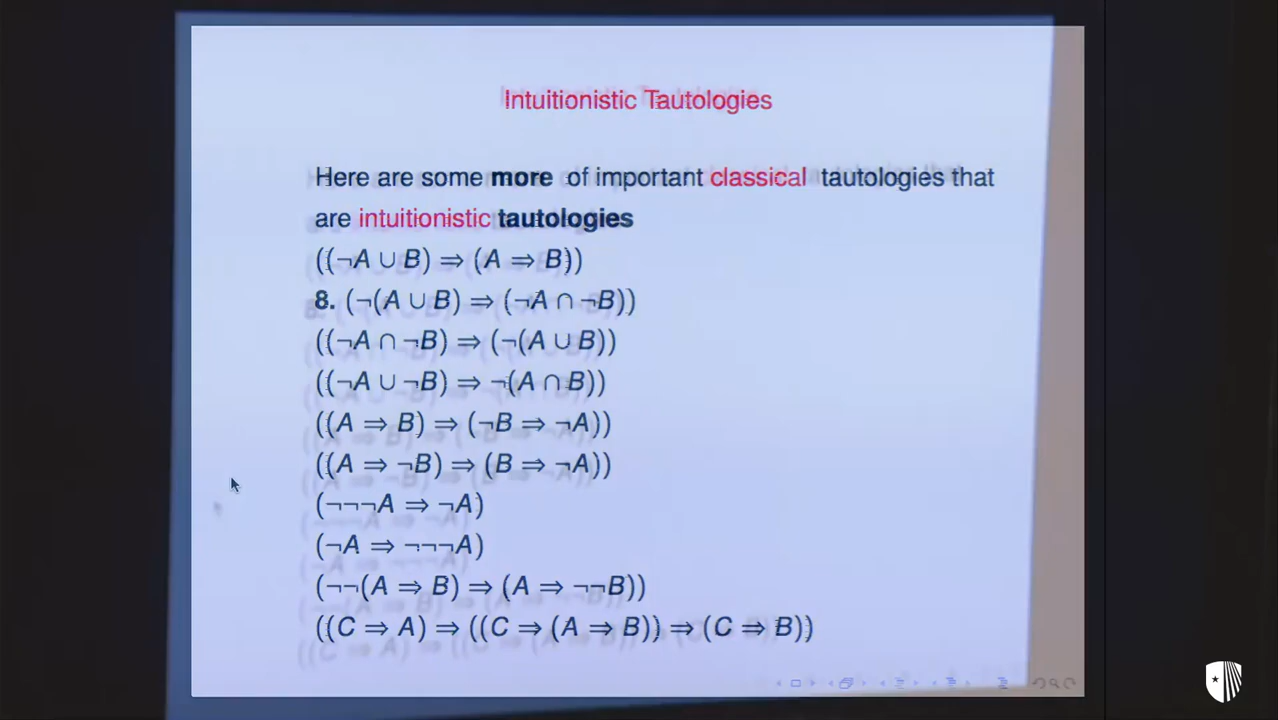 Intuitionistic Tautologies
Here are some more of important classical tautologies that
are intuitionistic tautologies
((¬A ∪ B) ⇒ (A ⇒ B))
8. (¬(A ∪ B) ⇒ (¬A ∩ ¬B))
((¬A ∩ ¬B) ⇒ (¬(A ∪ B))
((¬A ∪ ¬B) ⇒ ¬(A ∩ B))
((A ⇒ B) ⇒ (¬B ⇒ ¬A))
((A ⇒ ¬B) ⇒ (B ⇒ ¬A))
(¬¬¬A ⇒ ¬A)
(¬A ⇒ ¬¬¬A)
(¬¬(A ⇒ B) ⇒ (A ⇒ ¬¬B))
((C ⇒ A) ⇒ ((C ⇒ (A ⇒ B)) ⇒ (C ⇒ B))